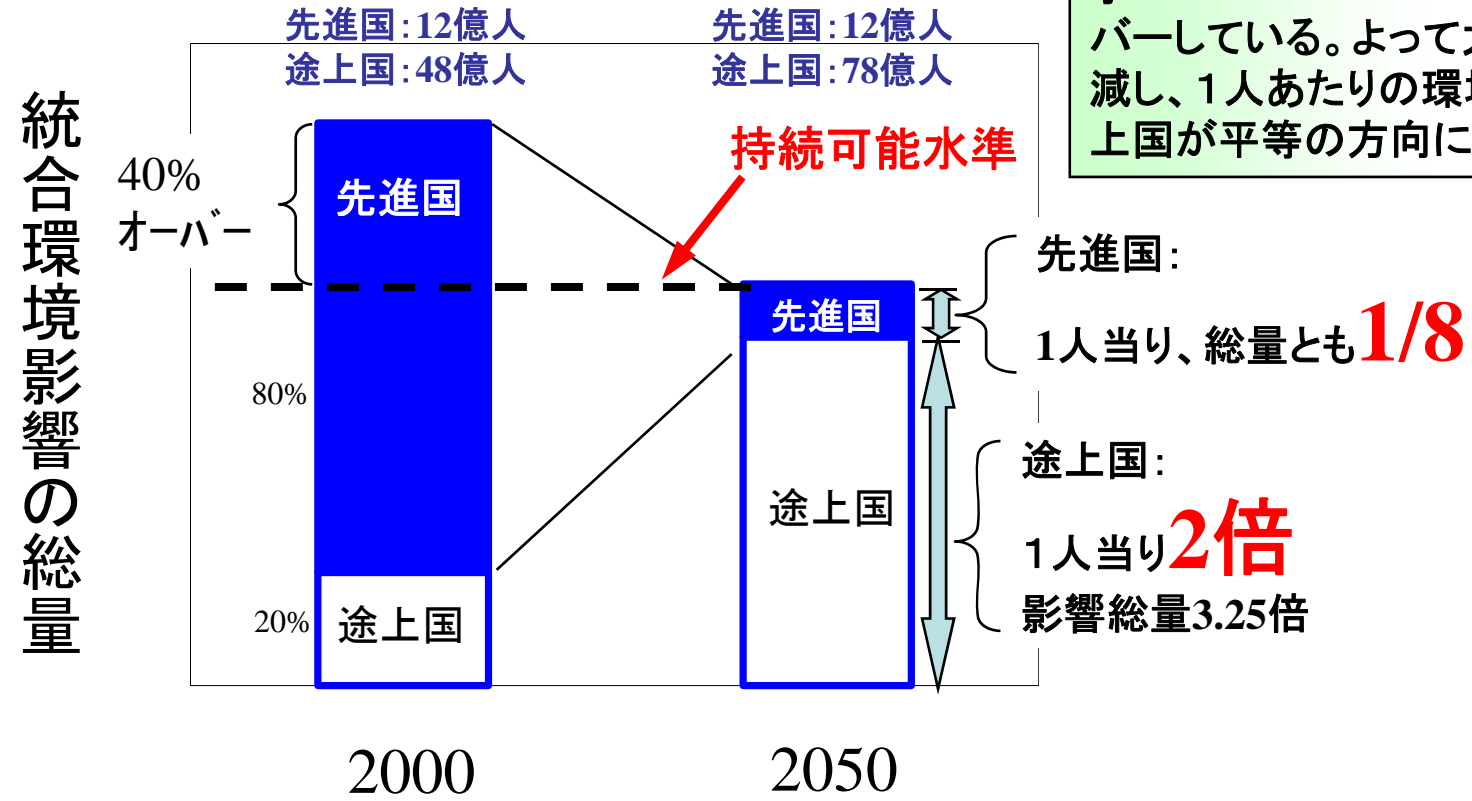 先進国：12億人
途上国：48億人
先進国：12億人
途上国：78億人
バーしている。よって
減し、１人あたりの環
上国が平等の方向に
統合環境影響の総量
40%
オーバー
先進国
80%
20%
途上国
持続可能水準
先進国
途上国
先進国：
1人当り、総量とも1/8
途上国：
１人当り2倍
影響総量3.25倍
2000
2050